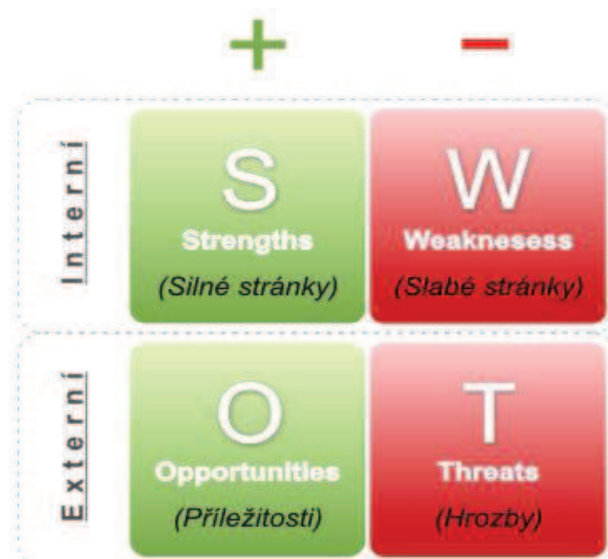 + −
Interní
S
Strengths
(Silné stránky)
W
Weaknesess
(Slabé stránky)
Externí
O
Opportunities
(Příležitosti)
T
Threats
(Hrozby)